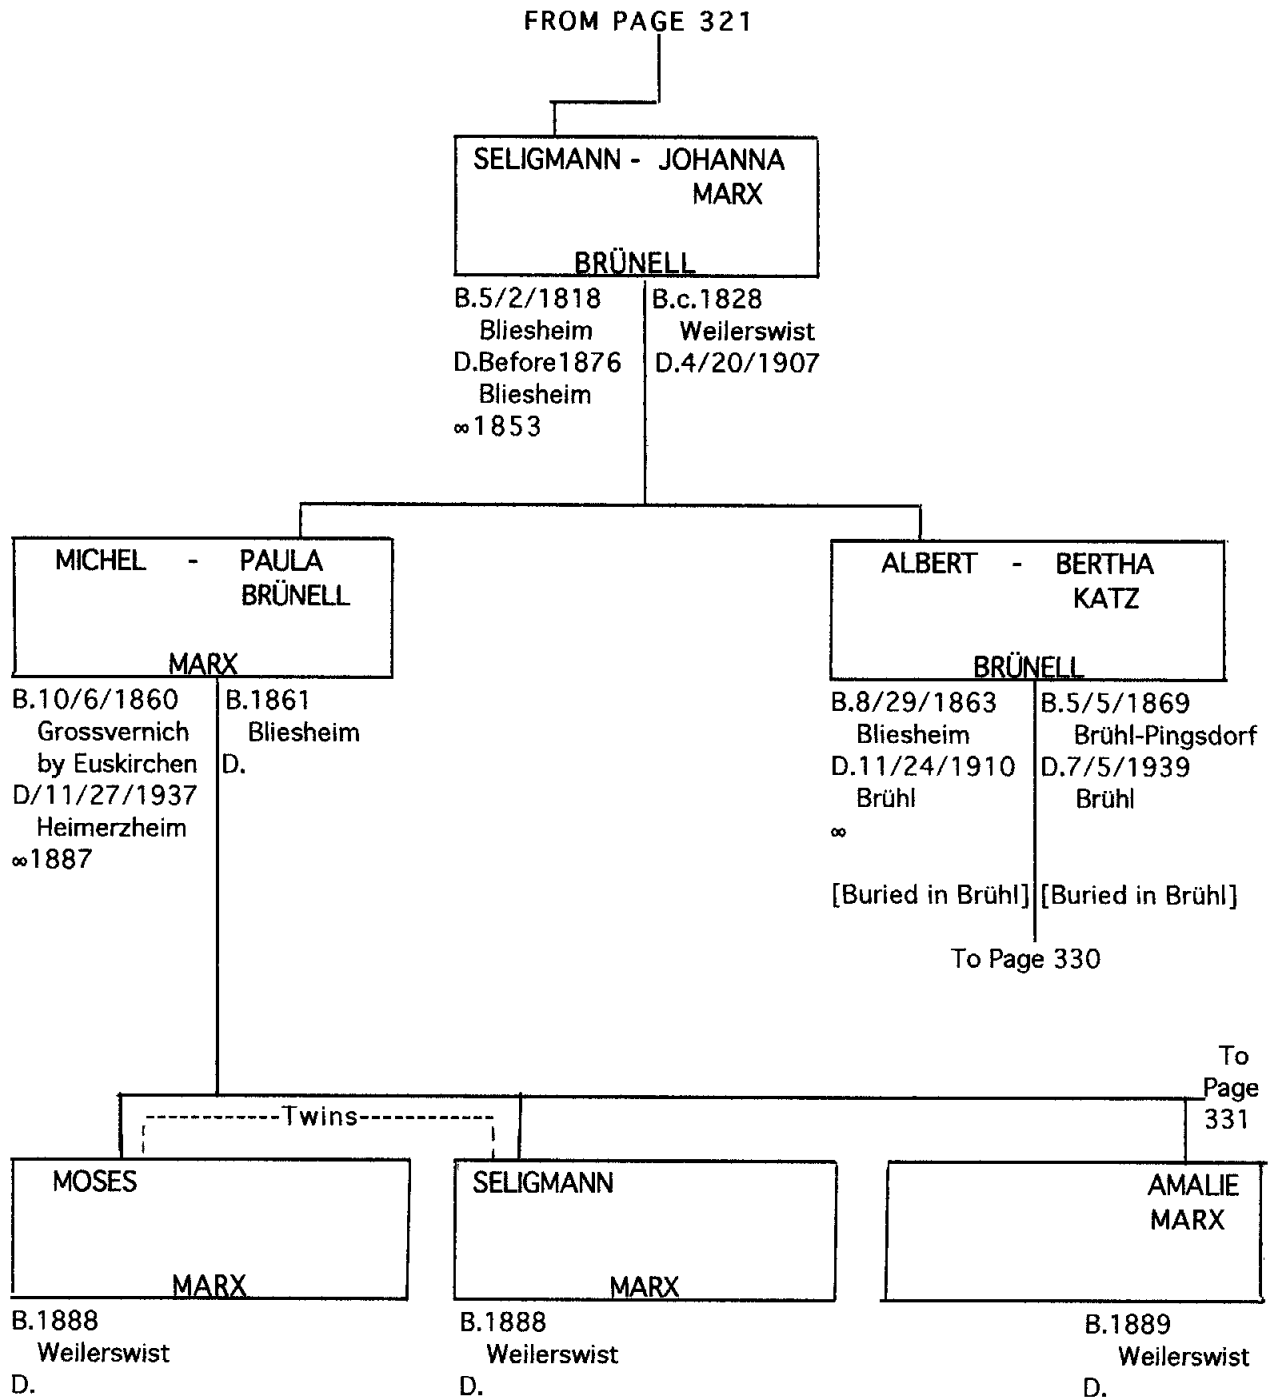 FROM PAGE 321
SELIGMANN - JOHANNA
MARX
BRÜNELL
B.5/2/1818
Bliesheim
D.Before1876
Bliesheim
∞1853
B.c.1828
Weilerswist
D.4/20/1907
MICHEL - PAULA
BRÜNELL
MARX
B.10/6/1860
Grossvernich
by Euskirchen
D/11/27/1937
Heimerzheim
∞1887
B.1861
Bliesheim
D.
ALBERT - BERTHA
KATZ
BRÜNELL
B.8/29/1863
Bliesheim
D.11/24/1910
Brühl
∞
[Buried in Brühl]
B.5/5/1869
Brühl-Pingsdorf
D.7/5/1939
Brühl
[Buried in Brühl]
To Page 330
To
Page
331
Twins
MOSES
MARX
B.1888
Weilerswist
D.
SELIGMANN
MARX
B.1888
Weilerswist
D.
AMALIE
MARX
B.1889
Weilerswist
D.